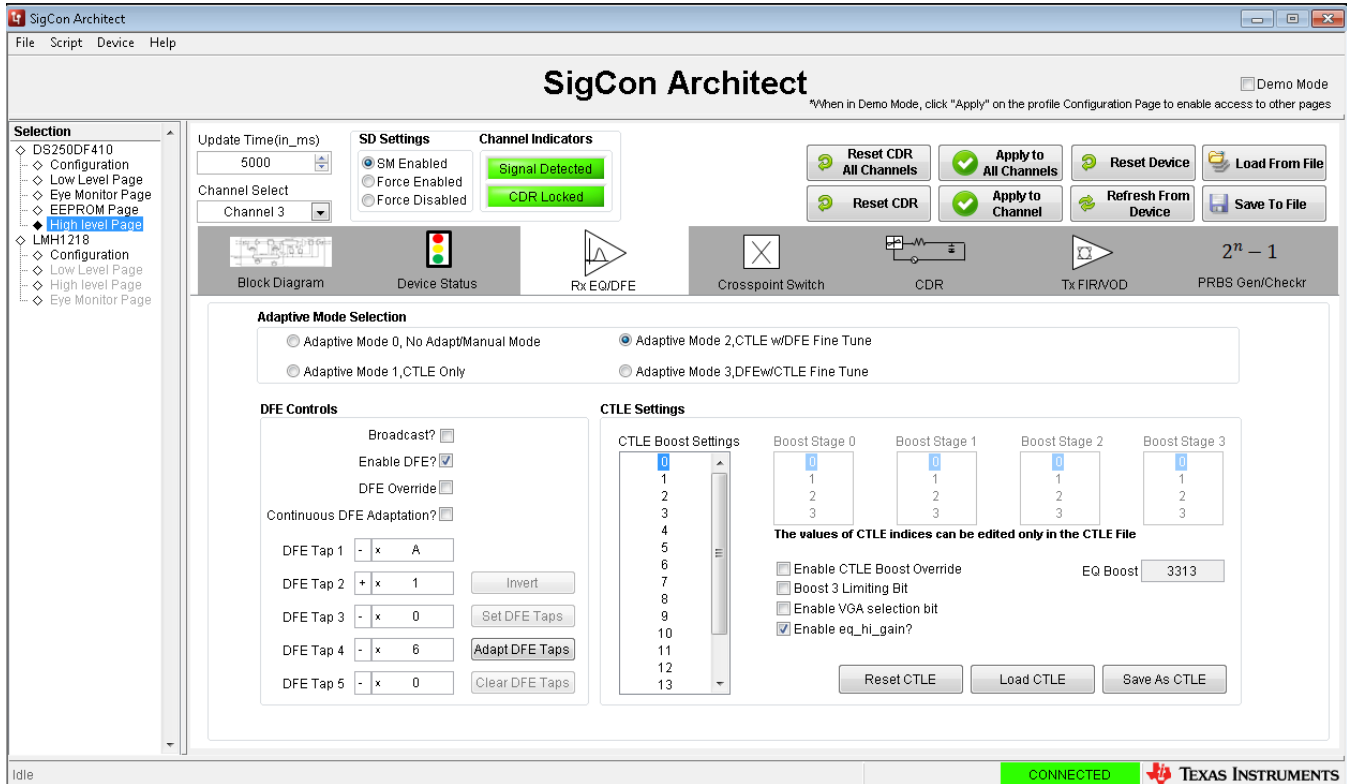 SigCon Architect
File Script Device Help
SigCon Architect
Demo Mode
*When in Demo Mode, click "Apply" on the profile Configuration Page to enable access to other pages
Selection
DS250DF410
Configuration
Low Level Page
Eye Monitor Page
EEPROM Page
High level Page
LMH1218
Configuration
Low Level Page
High level Page
Eye Monitor Page
Update Time(in_ms)
5000
Channel Select
Channel 3
SD Settings
SM Enabled
Force Enabled
Force Disabled
Channel Indicators
Signal Detected
CDR Locked
Reset CDR
All Channels
Apply to
All Channels
Reset Device
Load From File
Reset CDR
Apply to
Channel
Refresh From
Device
Save To File
Block Diagram
Device Status
Rx EQ/DFE
Crosspoint Switch
CDR
Tx FIR/VOD
2ⁿ − 1
PRBS Gen/Checkr
Adaptive Mode Selection
Adaptive Mode 0, No Adapt/Manual Mode
Adaptive Mode 2,CTLE w/DFE Fine Tune
Adaptive Mode 1,CTLE Only
Adaptive Mode 3,DFEw/CTLE Fine Tune
DFE Controls
Broadcast?
Enable DFE?
DFE Override
Continuous DFE Adaptation?
DFE Tap 1 - x A
DFE Tap 2 + x 1 Invert
DFE Tap 3 - x 0 Set DFE Taps
DFE Tap 4 - x 6 Adapt DFE Taps
DFE Tap 5 - x 0 Clear DFE Taps
CTLE Settings
CTLE Boost Settings
0
1
2
3
4
5
6
7
8
9
10
11
12
13
Boost Stage 0
0
1
2
3
Boost Stage 1
0
1
2
3
Boost Stage 2
0
1
2
3
Boost Stage 3
0
1
2
3
The values of CTLE indices can be edited only in the CTLE File
Enable CTLE Boost Override
Boost 3 Limiting Bit
Enable VGA selection bit
Enable eq_hi_gain?
EQ Boost 3313
Reset CTLE Load CTLE Save As CTLE
Idle
CONNECTED
TEXAS INSTRUMENTS